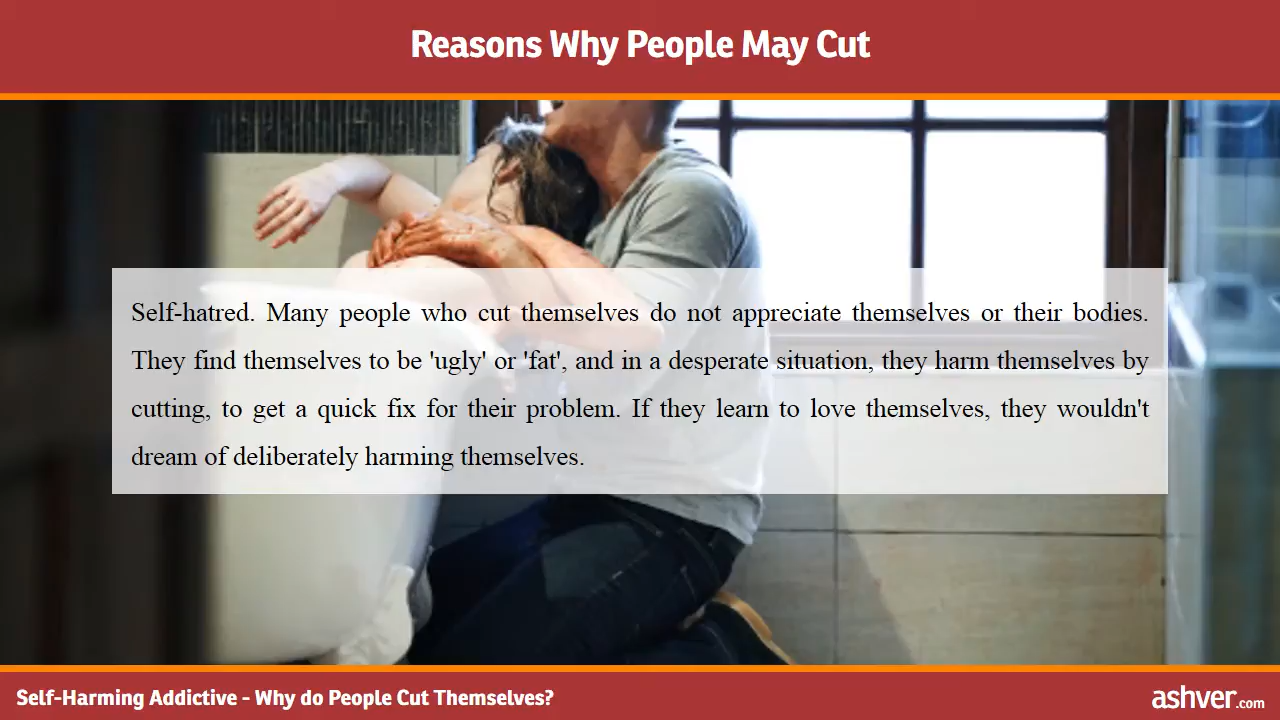 Reasons Why People May Cut
Self-hatred. Many people who cut themselves do not appreciate themselves or their bodies.
They find themselves to be 'ugly' or 'fat', and in a desperate situation, they harm themselves by
cutting, to get a quick fix for their problem. If they learn to love themselves, they wouldn't
dream of deliberately harming themselves.
Self-Harming Addictive - Why do People Cut Themselves?
ashver.com